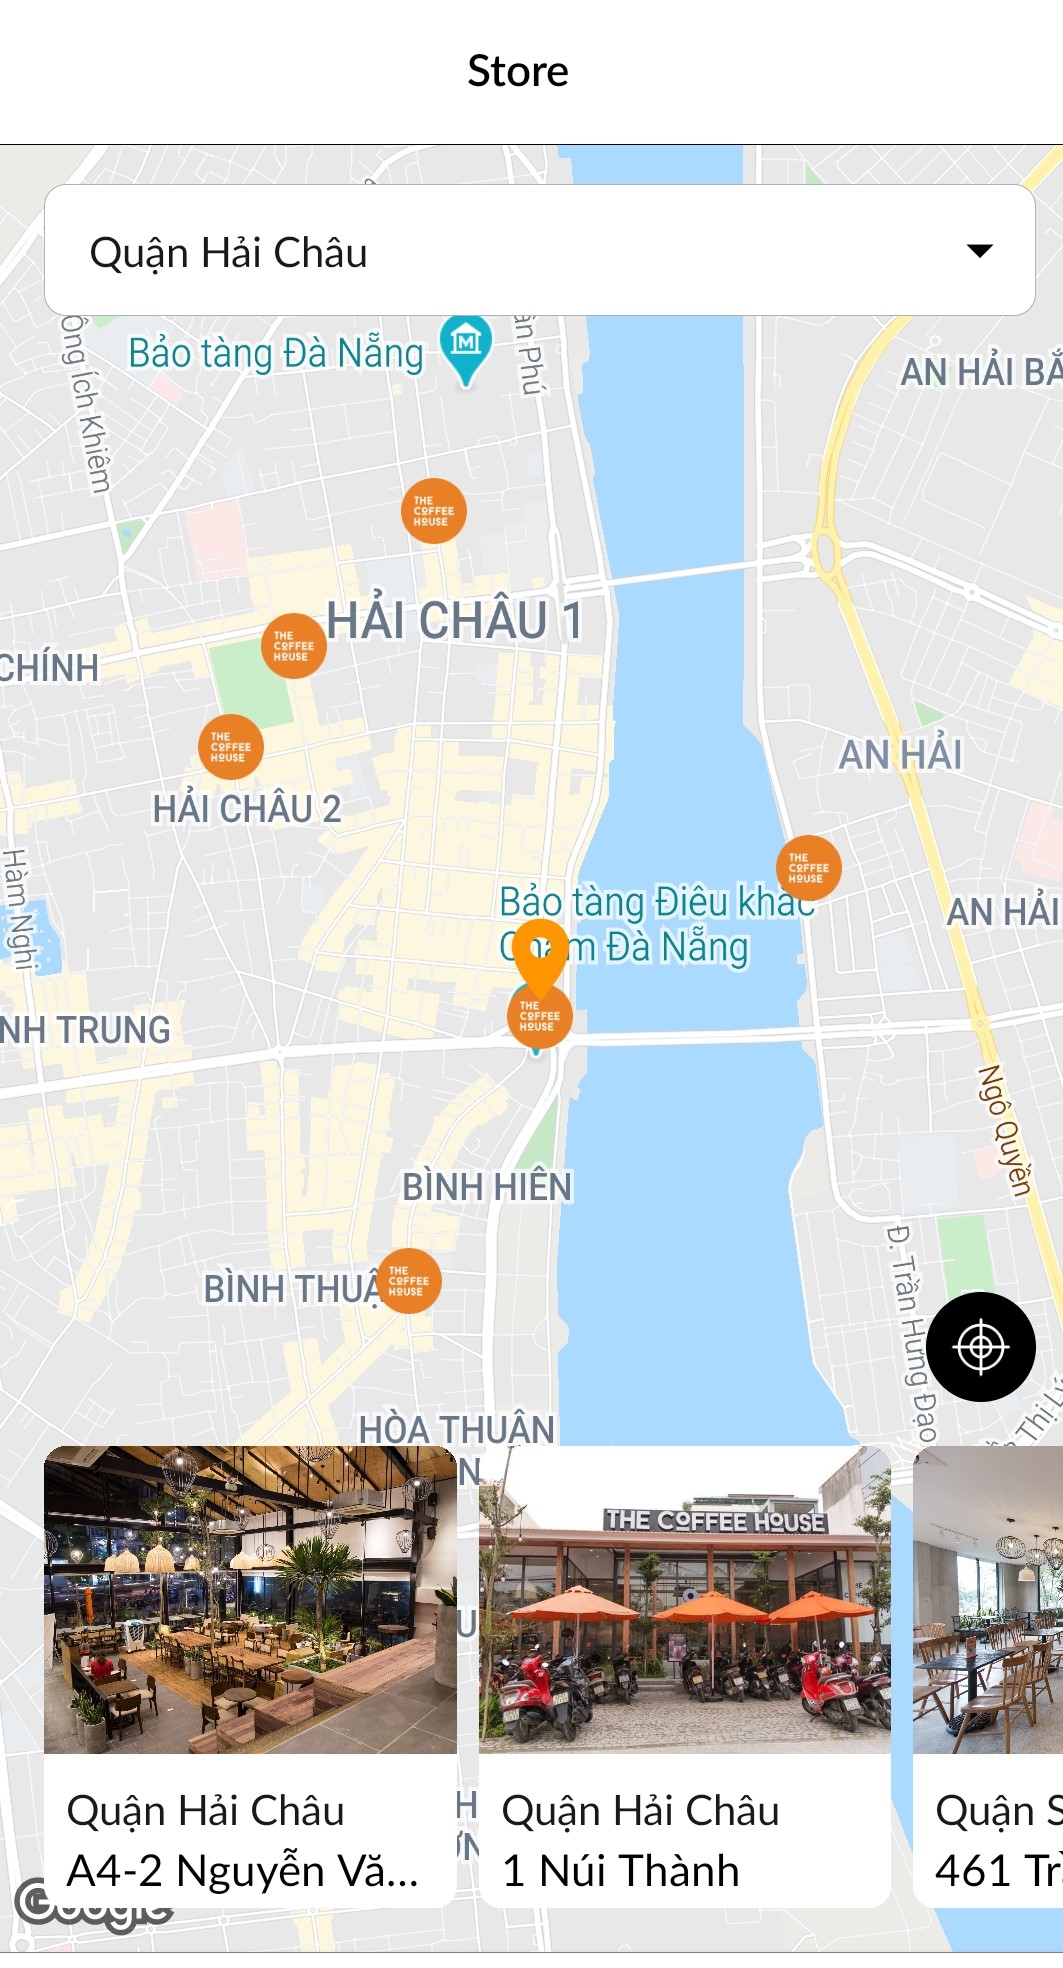 Store
Quận Hải Châu
Ông Ích Khiêm
Bảo tàng Đà Nẵng
ần Phú
AN HẢI BẮ
THE
COFFEE
HOUSE
HẢI CHÂU 1
THE
COFFEE
HOUSE
CHÍNH
THE
COFFEE
HOUSE
AN HẢI
HẢI CHÂU 2
Hàm Nghi
THE
COFFEE
HOUSE
Bảo tàng Điêu khắc
Chăm Đà Nẵng
AN HẢI
THE
COFFEE
HOUSE
NH TRUNG
Ngô Quyền
BÌNH HIÊN
THE
COFFEE
HOUSE
BÌNH THUẬ
Đ. Trần Hưng Đạo
HÒA THUẬN
N
THE COFFEE HOUSE
U
Quận Hải Châu
A4-2 Nguyễn Vă...
H
Quận Hải Châu
1 Núi Thành
Quận S
461 Tr
Google